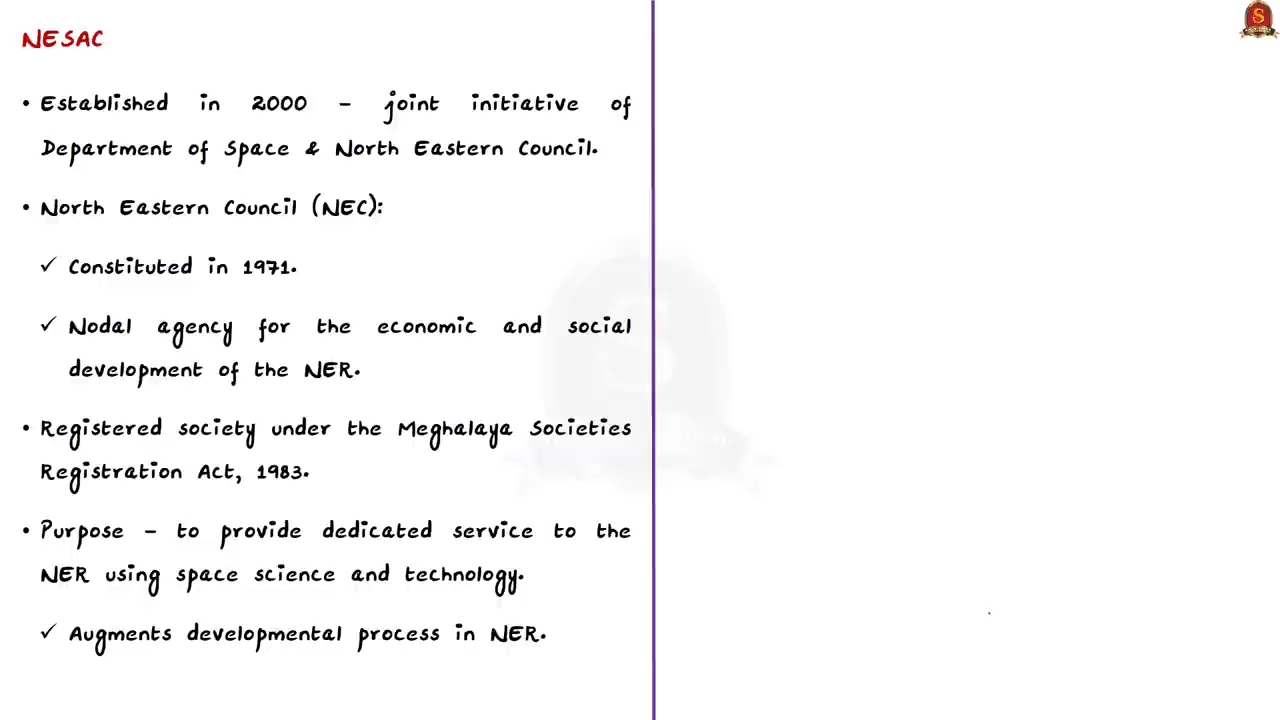 NESAC
• Established in 2000 – joint initiative of
Department of Space & North Eastern Council.
• North Eastern Council (NEC):
✓ Constituted in 1971.
✓ Nodal agency for the economic and social
development of the NER.
• Registered society under the Meghalaya Societies
Registration Act, 1983.
• Purpose – to provide dedicated service to the
NER using space science and technology.
✓ Augments developmental process in NER.